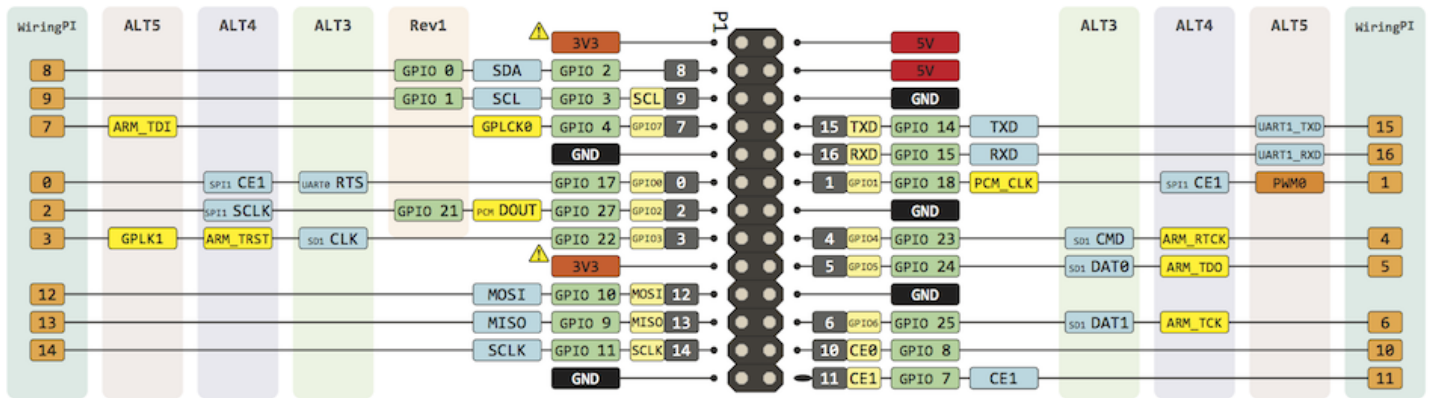 WiringPI ALT5 ALT4 ALT3 Rev1 P1 ALT3 ALT4 ALT5 WiringPI
3V3 5V
8 GPIO 0 SDA GPIO 2 8 5V
9 GPIO 1 SCL GPIO 3 SCL 9 GND
7 ARM_TDI GPLCK0 GPIO 4 GPIO7 7 15 TXD GPIO 14 TXD UART1_TXD 15
GND 16 RXD GPIO 15 RXD UART1_RXD 16
0 SPI1 CE1 UART0 RTS GPIO 17 GPIO0 0 1 GPIO1 GPIO 18 PCM_CLK SPI1 CE1 PWM0 1
2 SPI1 SCLK GPIO 21 PCM DOUT GPIO 27 GPIO2 2 GND
3 GPLK1 ARM_TRST SD1 CLK GPIO 22 GPIO3 3 4 GPIO4 GPIO 23 SD1 CMD ARM_RTCK 4
3V3 5 GPIO5 GPIO 24 SD1 DAT0 ARM_TDO 5
12 MOSI GPIO 10 MOSI 12 GND
13 MISO GPIO 9 MISO 13 6 GPIO6 GPIO 25 SD1 DAT1 ARM_TCK 6
14 SCLK GPIO 11 SCLK 14 10 CE0 GPIO 8 10
GND 11 CE1 GPIO 7 CE1 11